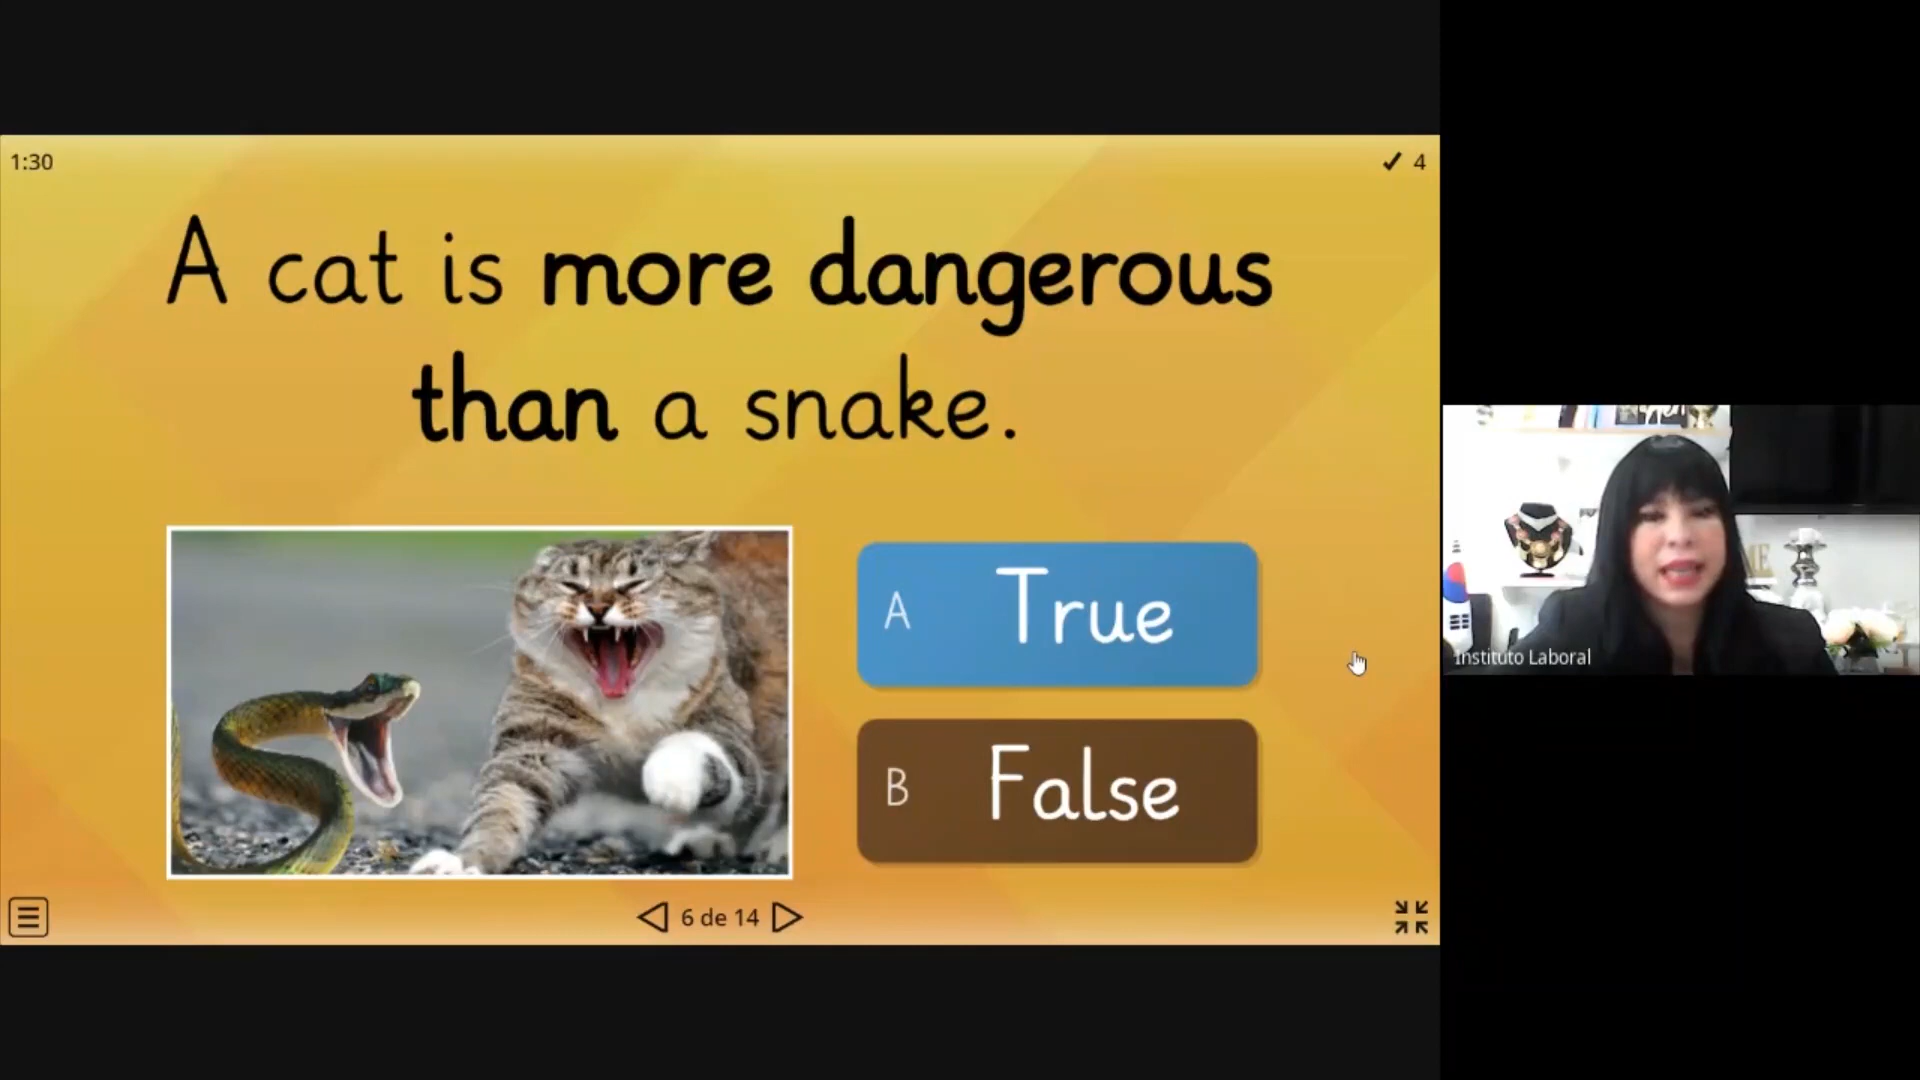 1:30
✓ 4
A cat is more dangerous
than a snake.
A True
B False
6 de 14
Instituto Laboral